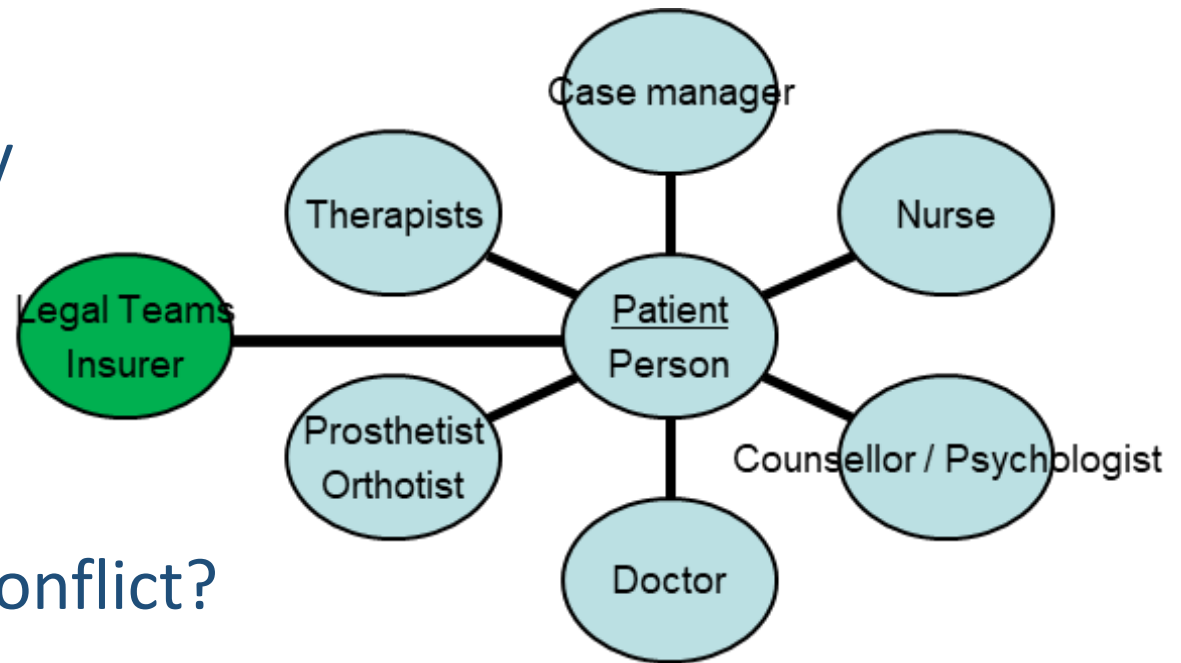 Case manager
y
Therapists
Nurse
Legal Teams
Insurer
Patient
Person
Prosthetist
Orthotist
Counsellor / Psychologist
Doctor
onflict?